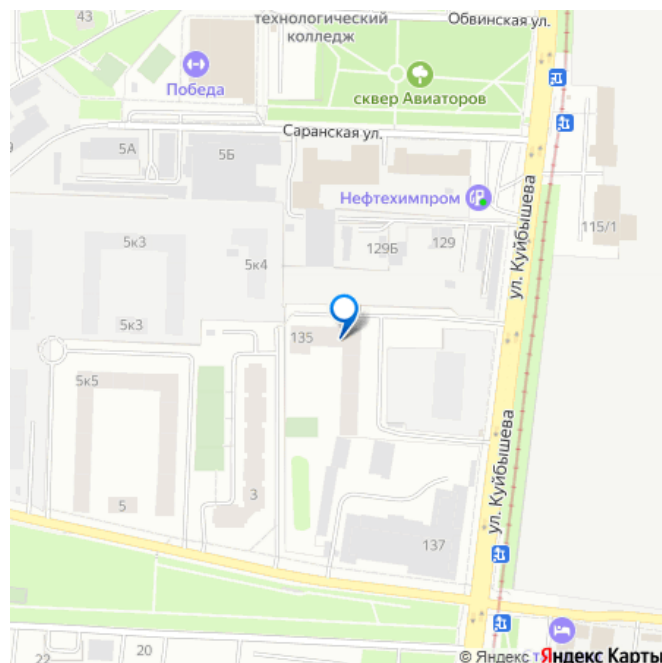 43
технологический
колледж
Обвинская ул.
Победа
сквер Авиаторов
Саранская ул.
5А
5Б
Нефтехимпром
115/1
ул. Куйбышева
129Б
129
5к3
5к4
5к3
135
5к5
ул. Куйбышева
3
5
137
20
22
© Яндекс
Яндекс Карты